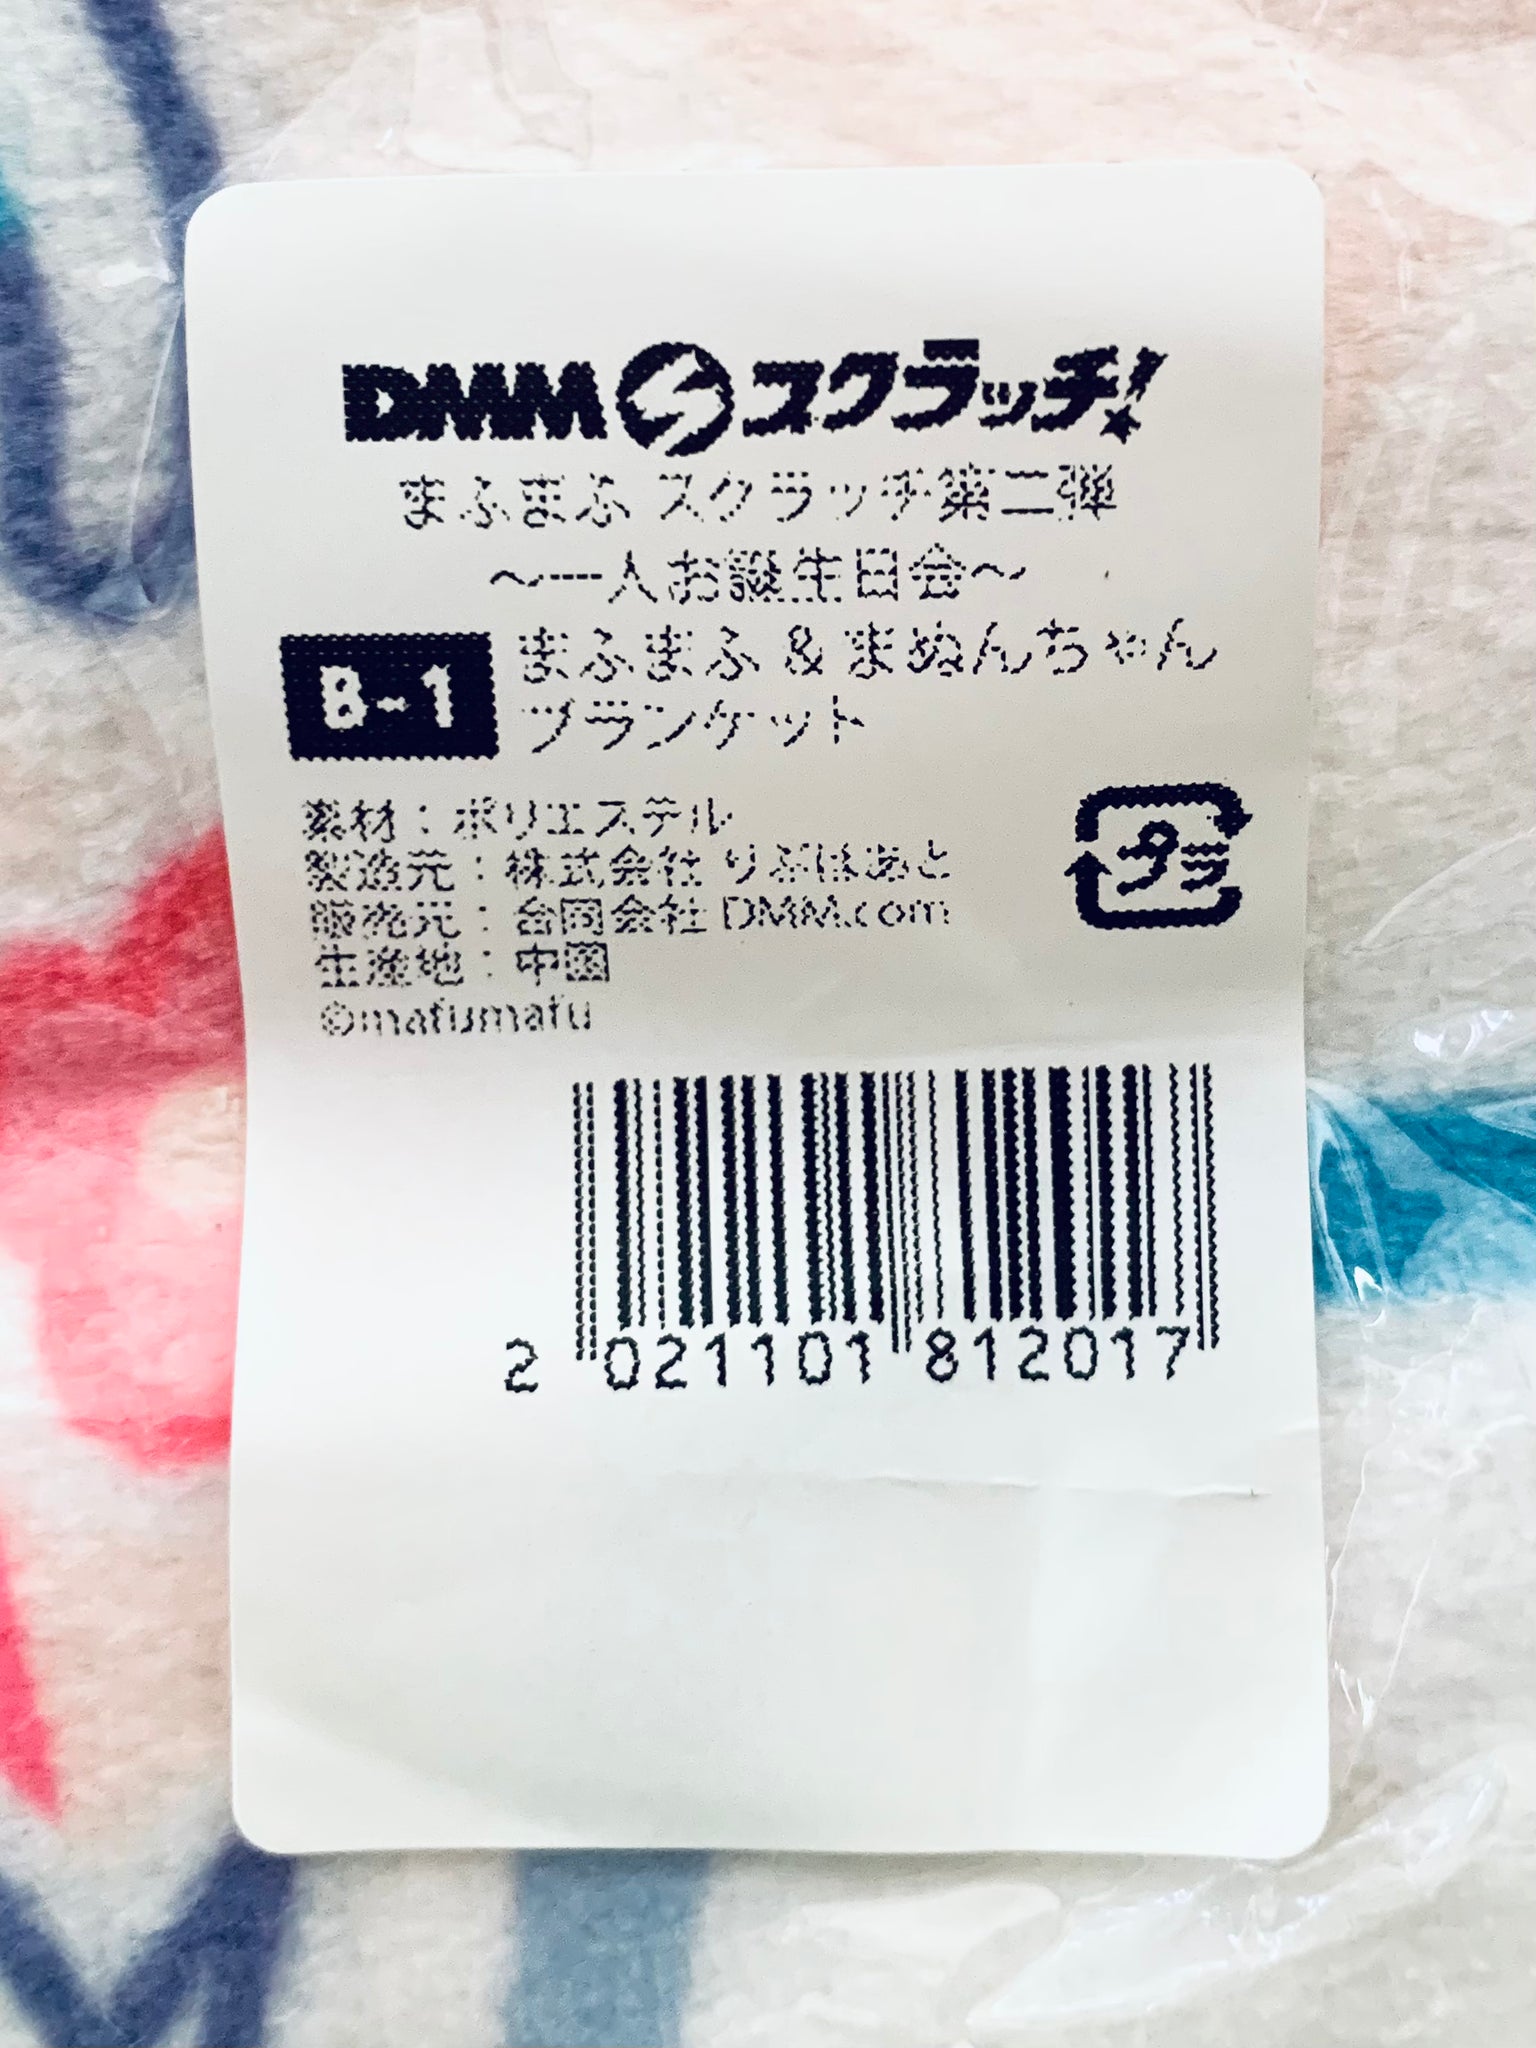 DMMスクラッチ!
まふまふ スクラッチ第二弾
～一人お誕生日会～
B-1 まふまふ & まぬんちゃん
ブランケット
素材：ポリエステル
製造元：株式会社 りぶはあと
販売元：合同会社 DMM.com
生産地：中国
©mafumafu
プラ
2 021101 812017